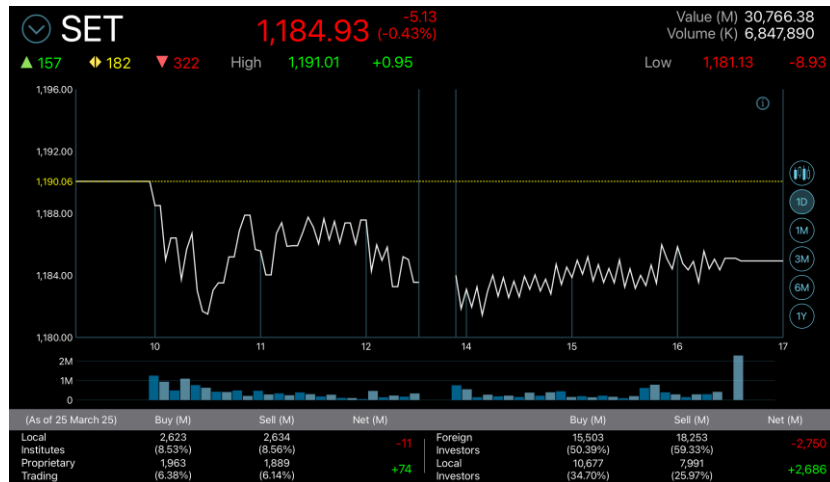 SET 1,184.93 -5.13 (-0.43%) Value (M) 30,766.38
Volume (K) 6,847,890
157 182 322 High 1,191.01 +0.95 Low 1,181.13 -8.93
1,196.00
1,192.00
1,190.06
1,188.00
1,184.00
1,180.00
10 11 12 14 15 16 17
1D
1M
3M
6M
1Y
2M
1M
0
(As of 25 March 25) Buy (M) Sell (M) Net (M) Buy (M) Sell (M) Net (M)
Local Institutes 2,623 (8.53%) 2,634 (8.56%) -11 Foreign Investors 15,503 (50.39%) 18,253 (59.33%) -2,750
Proprietary Trading 1,963 (6.38%) 1,889 (6.14%) +74 Local Investors 10,677 (34.70%) 7,991 (25.97%) +2,686